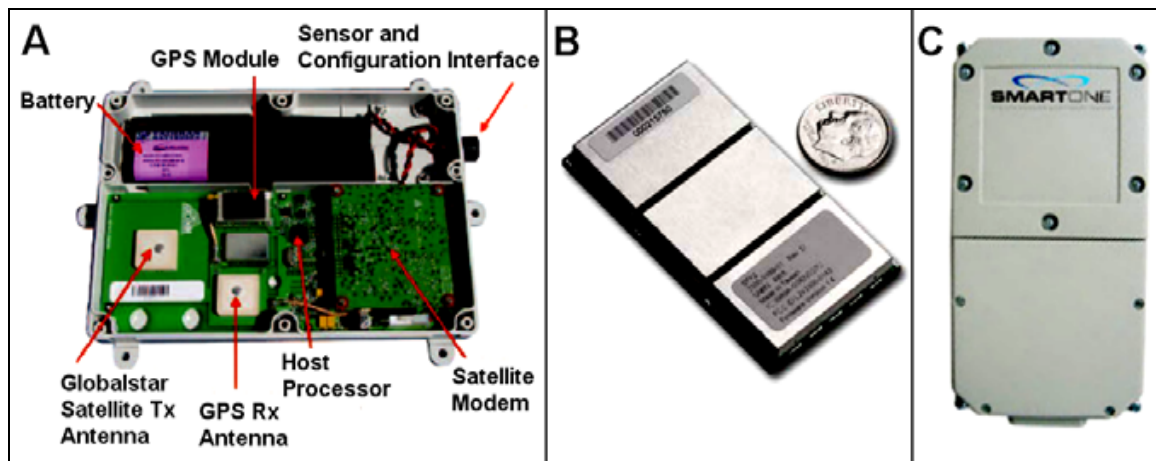 A
GPS Module
Sensor and
Configuration Interface
Battery
Globalstar
Satellite Tx
Antenna
GPS Rx
Antenna
Host
Processor
Satellite
Modem
B
LIBERTY
C
SMARTONE